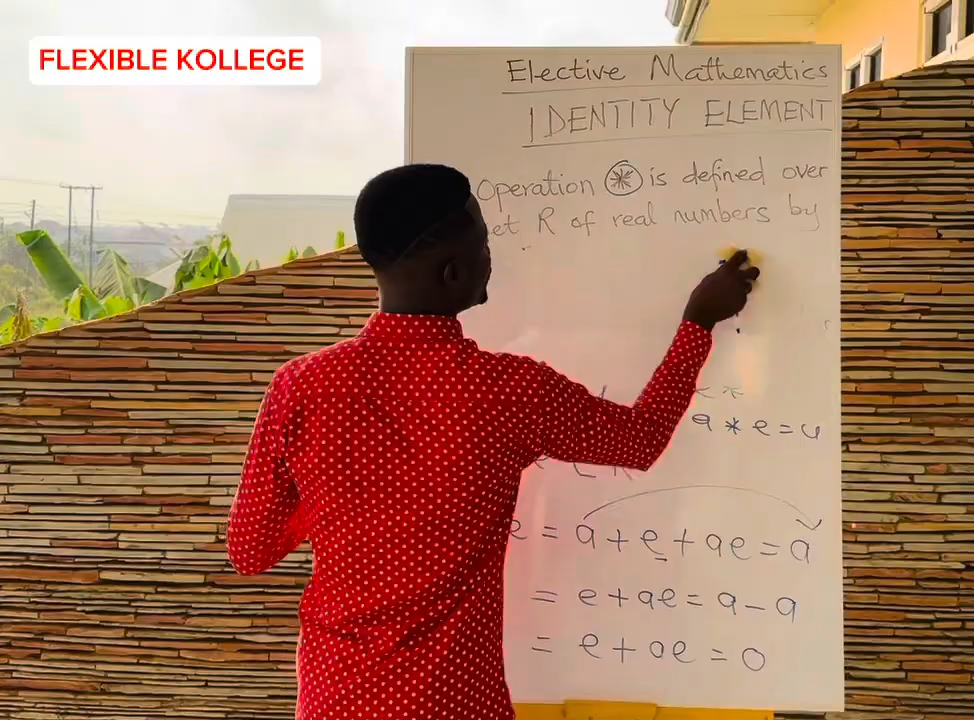 FLEXIBLE KOLLEGE
Elective Mathematics
IDENTITY ELEMENT
Operation * is defined over
et R of real numbers by
a * e = a
e = a + e + ae = a
= e + ae = a - a
= e + ae = 0